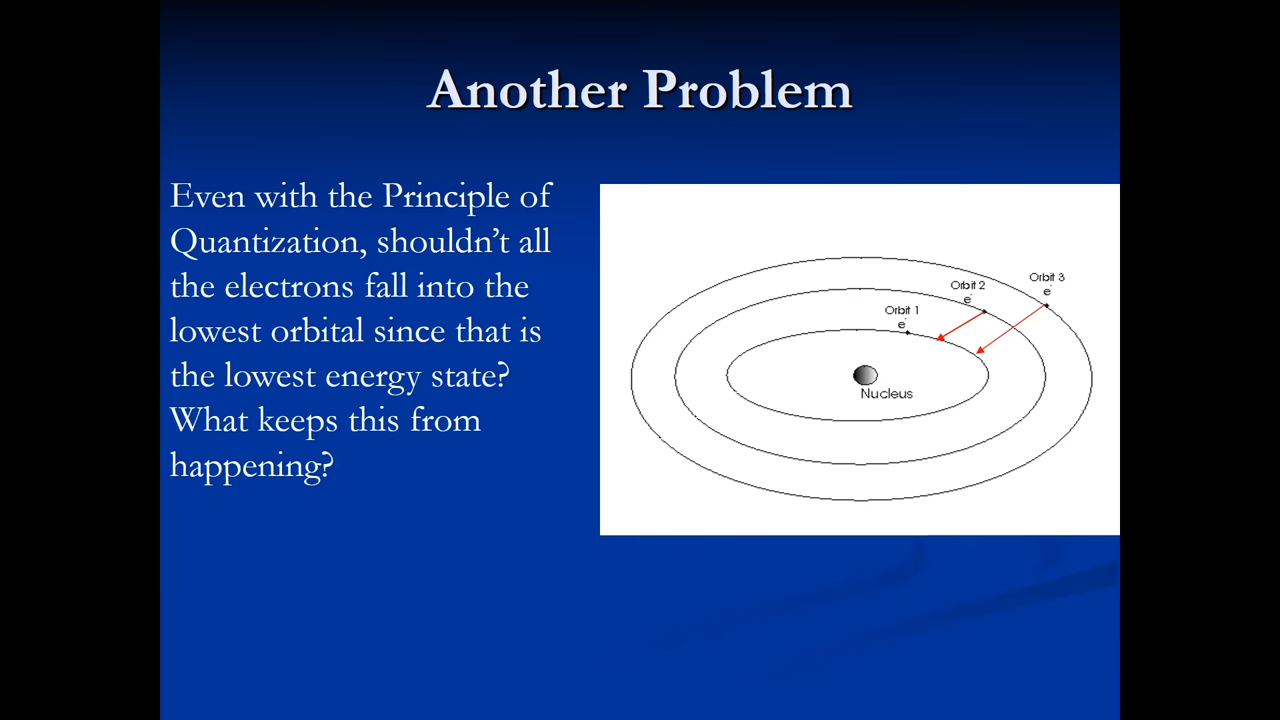 Another Problem
Even with the Principle of
Quantization, shouldn’t all
the electrons fall into the
lowest orbital since that is
the lowest energy state?
What keeps this from
happening?
Orbit 3
e-
Orbit 2
e-
Orbit 1
e-
Nucleus